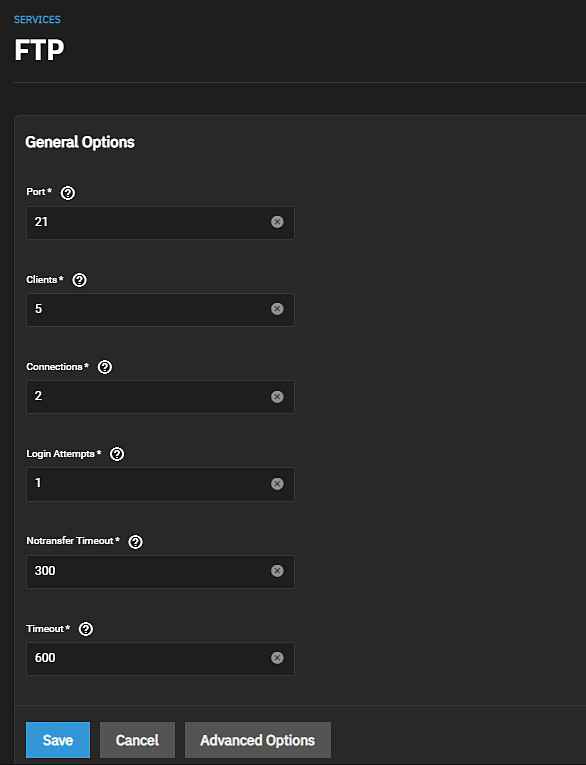 SERVICES
FTP
General Options
Port *
21
Clients *
5
Connections *
2
Login Attempts *
1
Notransfer Timeout *
300
Timeout *
600
Save Cancel Advanced Options